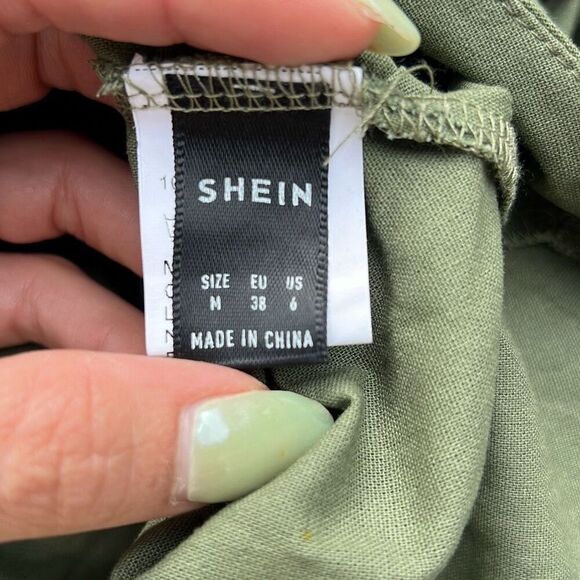 SHEIN
SIZE EU US
M 38 6
MADE IN CHINA